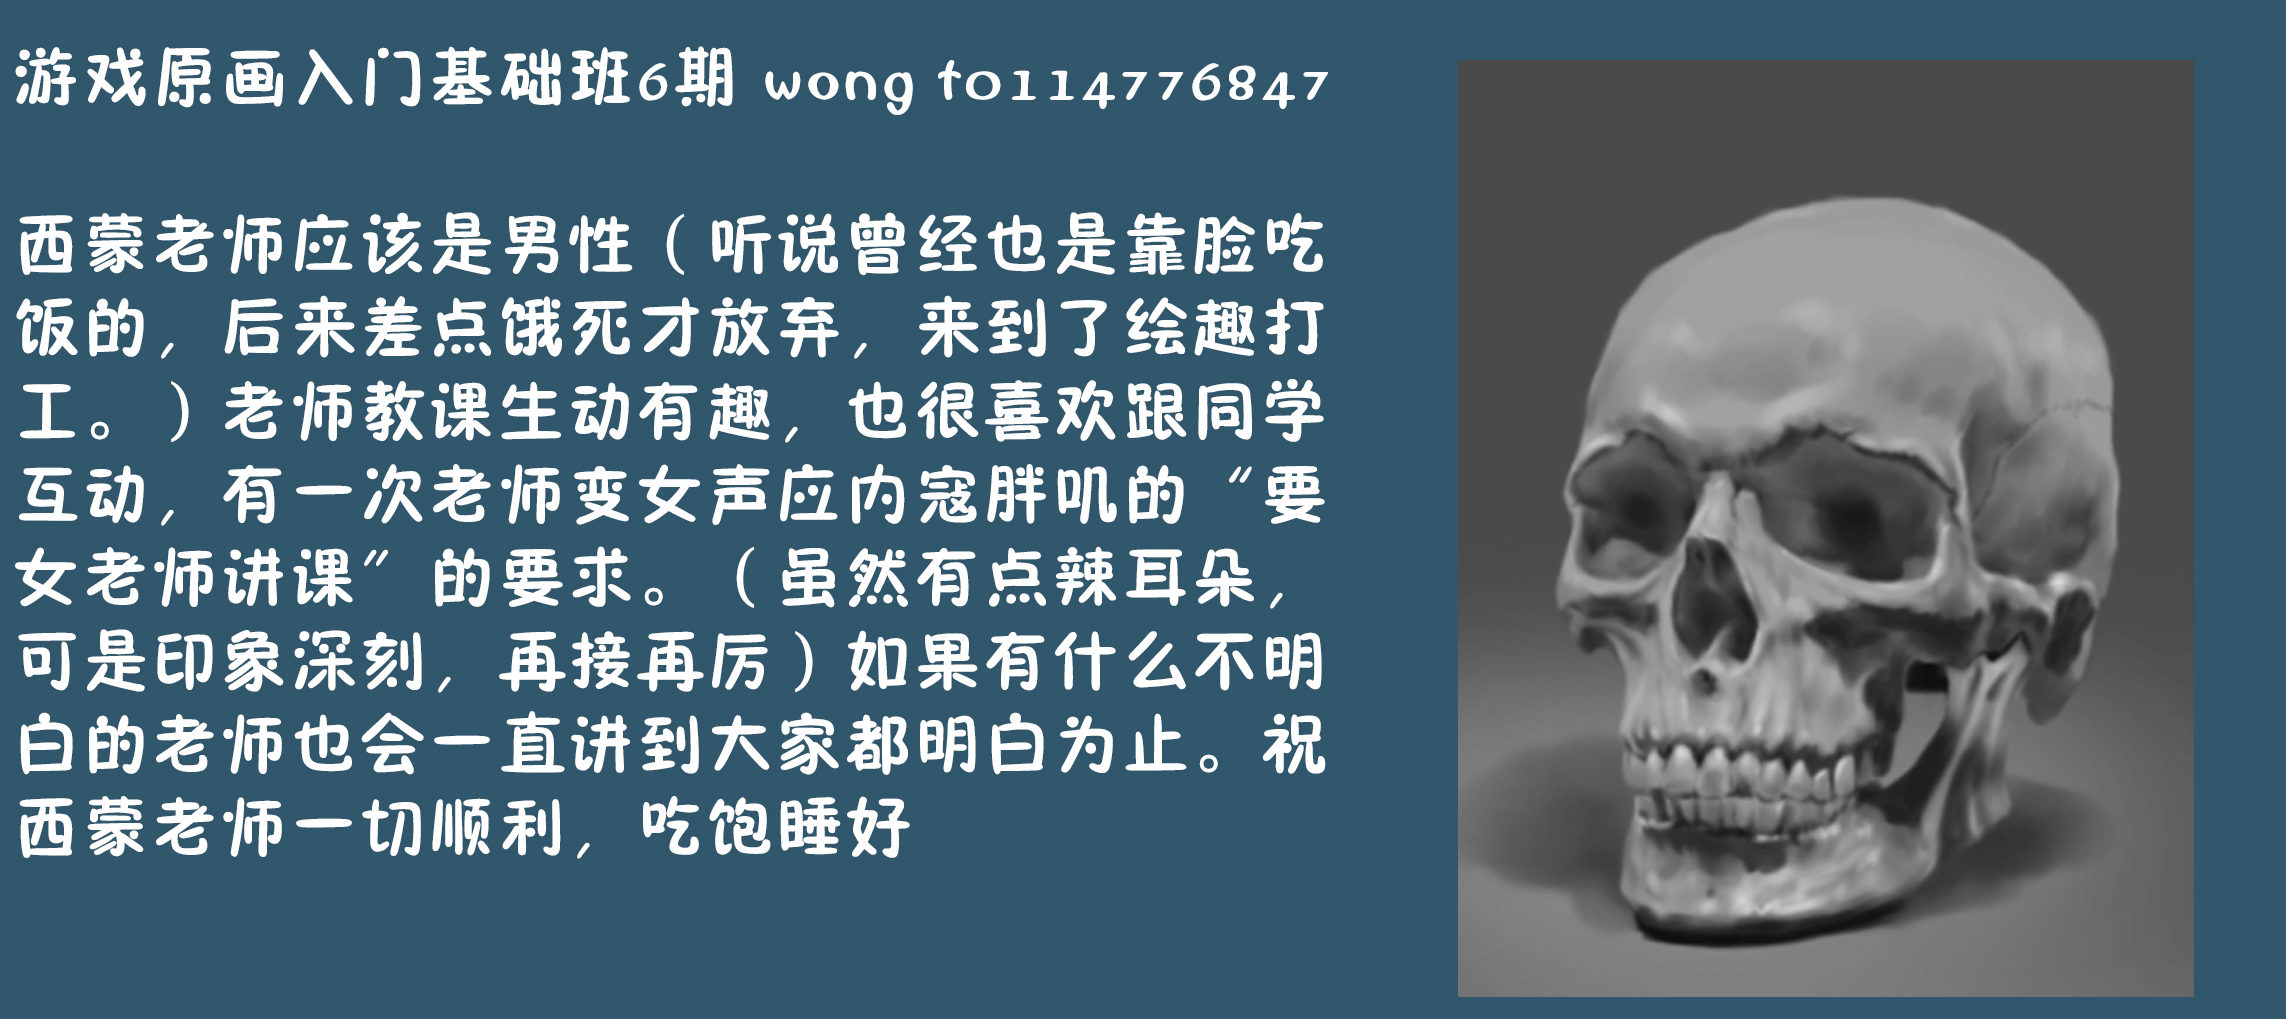 游戏原画入门基础班6期 wong to114776847
西蒙老师应该是男性（听说曾经也是靠脸吃
饭的，后来差点饿死才放弃，来到了绘趣打
工。）老师教课生动有趣，也很喜欢跟同学
互动，有一次老师变女声应内寇胖叽的“要
女老师讲课”的要求。（虽然有点辣耳朵，
可是印象深刻，再接再厉）如果有什么不明
白的老师也会一直讲到大家都明白为止。祝
西蒙老师一切顺利，吃饱睡好